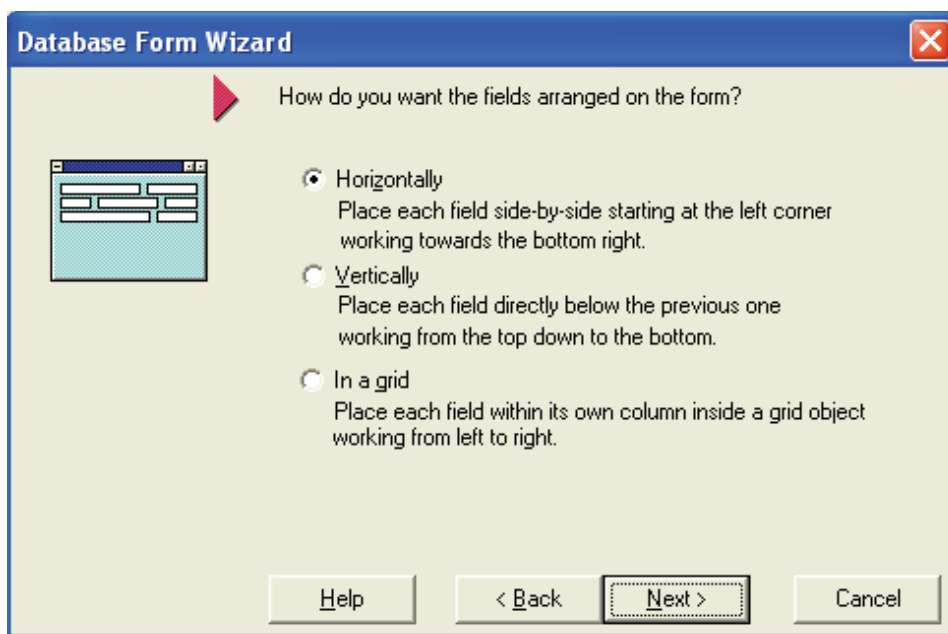 Database Form Wizard
How do you want the fields arranged on the form?
Horizontally
Place each field side-by-side starting at the left corner
working towards the bottom right.
Vertically
Place each field directly below the previous one
working from the top down to the bottom.
In a grid
Place each field within its own column inside a grid object
working from left to right.
Help < Back Next > Cancel